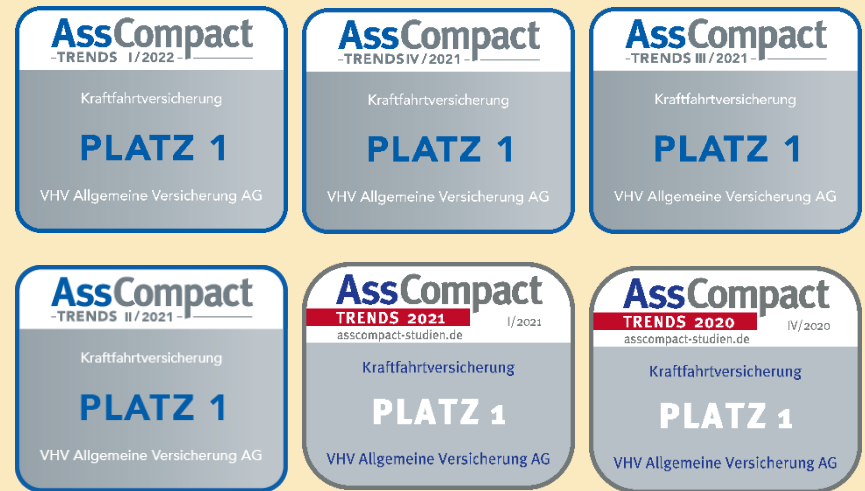 AssCompact
-TRENDS I/2022-
Kraftfahrtversicherung
PLATZ 1
VHV Allgemeine Versicherung AG
AssCompact
-TRENDS IV/2021-
Kraftfahrtversicherung
PLATZ 1
VHV Allgemeine Versicherung AG
AssCompact
-TRENDS III/2021-
Kraftfahrtversicherung
PLATZ 1
VHV Allgemeine Versicherung AG
AssCompact
-TRENDS II/2021-
Kraftfahrtversicherung
PLATZ 1
VHV Allgemeine Versicherung AG
AssCompact
TRENDS 2021 I/2021
asscompact-studien.de
Kraftfahrtversicherung
PLATZ 1
VHV Allgemeine Versicherung AG
AssCompact
TRENDS 2020 IV/2020
asscompact-studien.de
Kraftfahrtversicherung
PLATZ 1
VHV Allgemeine Versicherung AG